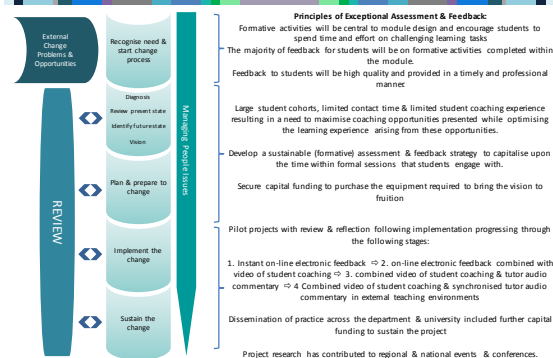 External
Change
Problems &
Opportunities
Recognise need &
start change
process
Diagnosis
Review present state
Identify future state
Vision
Plan & prepare to
change
Implement the
change
Sustain the
change
REVIEW
Managing People Issues
Principles of Exceptional Assessment & Feedback:
Formative activities will be central to module design and encourage students to
spend time and effort on challenging learning tasks
The majority of feedback for students will be on formative activities completed within
the module.
Feedback to students will be high quality and provided in a timely and professional
manner.
Large student cohorts, limited contact time & limited student coaching experience
resulting in a need to maximise coaching opportunities presented while optimising
the learning experience arising from these opportunities.
Develop a sustainable (formative) assessment & feedback strategy to capitalise upon
the time within formal sessions that students engage with.
Secure capital funding to purchase the equipment required to bring the vision to
fruition
Pilot projects with review & reflection following implementation progressing through
the following stages:
1. Instant on-line electronic feedback ⇨ 2. on-line electronic feedback combined with
video of student coaching ⇨ 3. combined video of student coaching & tutor audio
commentary ⇨ 4 Combined video of student coaching & synchronised tutor audio
commentary in external teaching environments
Dissemination of practice across the department & university included further capital
funding to sustain the project
Project research has contributed to regional & national events & conferences.